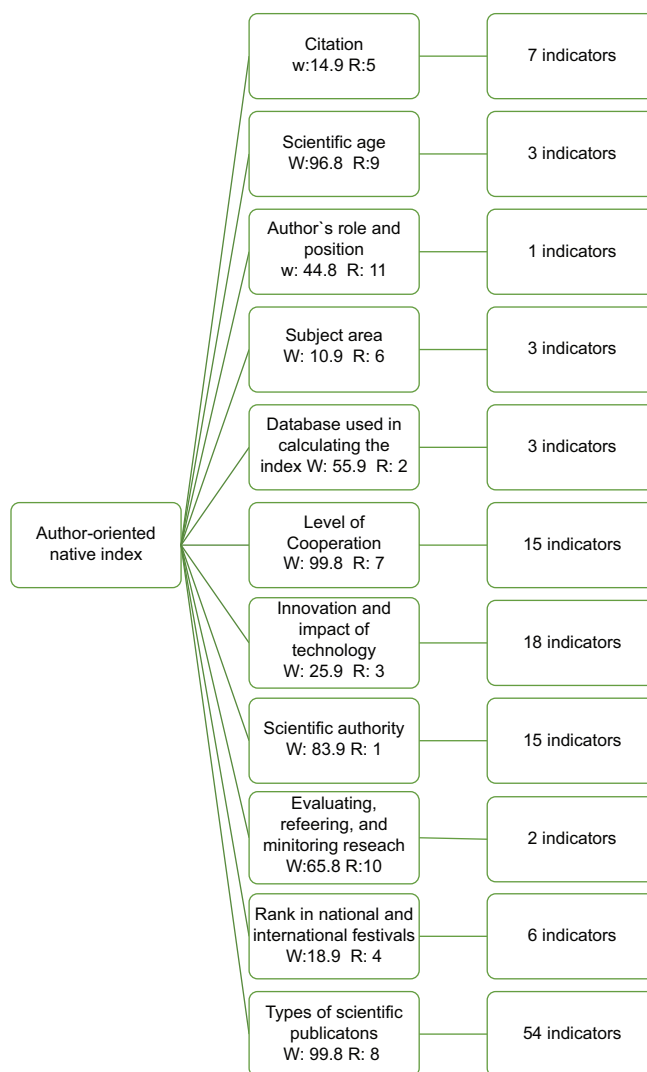 Citation
w:14.9 R:5
7 indicators
Scientific age
W:96.8 R:9
3 indicators
Author`s role and
position
w: 44.8 R: 11
1 indicators
Subject area
W: 10.9 R: 6
3 indicators
Database used in
calculating the
index W: 55.9 R: 2
3 indicators
Author-oriented
native index
Level of
Cooperation
W: 99.8 R: 7
15 indicators
Innovation and
impact of
technology
W: 25.9 R: 3
18 indicators
Scientific authority
W: 83.9 R: 1
15 indicators
Evaluating,
refeering, and
minitoring reseach
W:65.8 R:10
2 indicators
Rank in national and
international festivals
W:18.9 R: 4
6 indicators
Types of scientific
publicatons
W: 99.8 R: 8
54 indicators